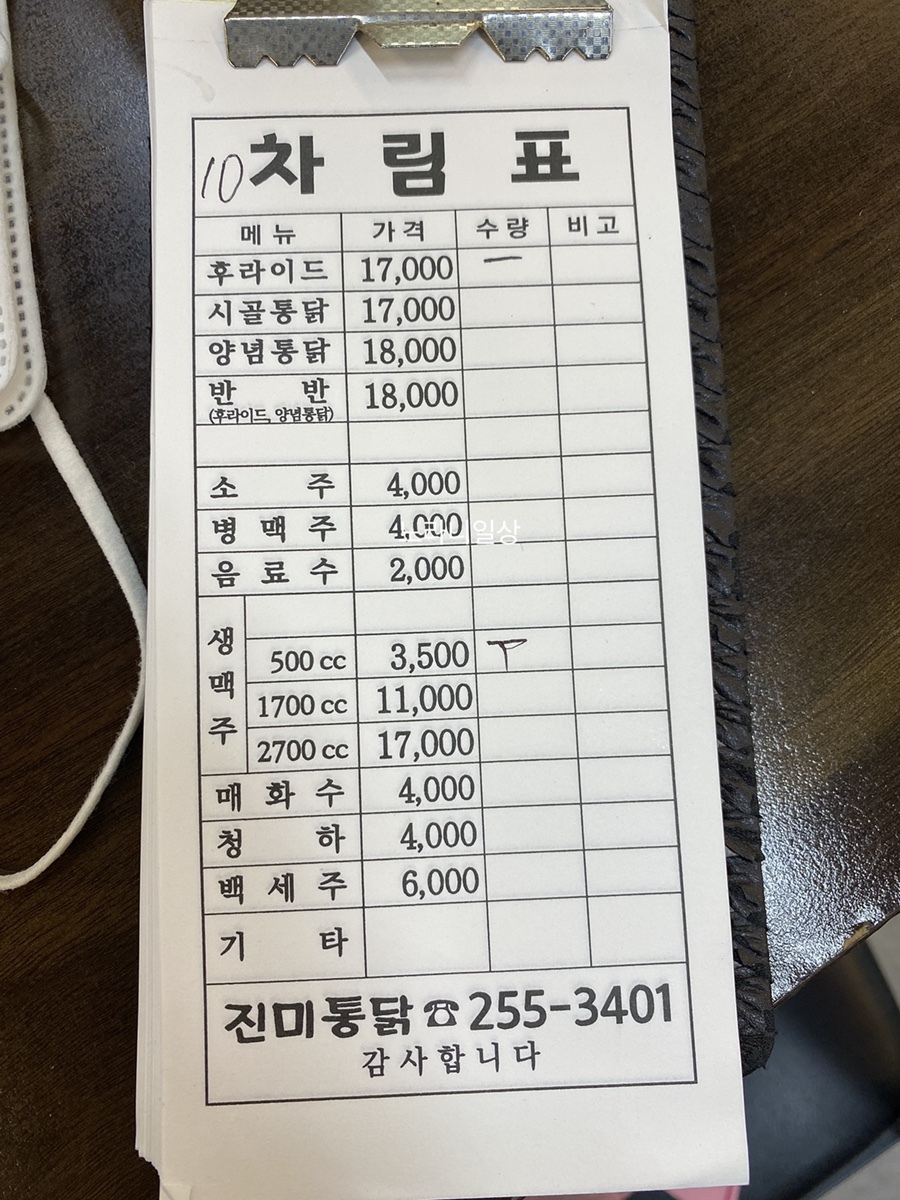 10 차림표
메뉴 가격 수량 비고
후라이드 17,000 一
시골통닭 17,000
양념통닭 18,000
반 반 18,000
(후라이드, 양념통닭)
소 주 4,000
병맥주 4,000
음료수 2,000
생맥주
500 cc 3,500 T
1700 cc 11,000
2700 cc 17,000
매화수 4,000
청 하 4,000
백세주 6,000
기 타
진미통닭 ☎ 255-3401
감사합니다